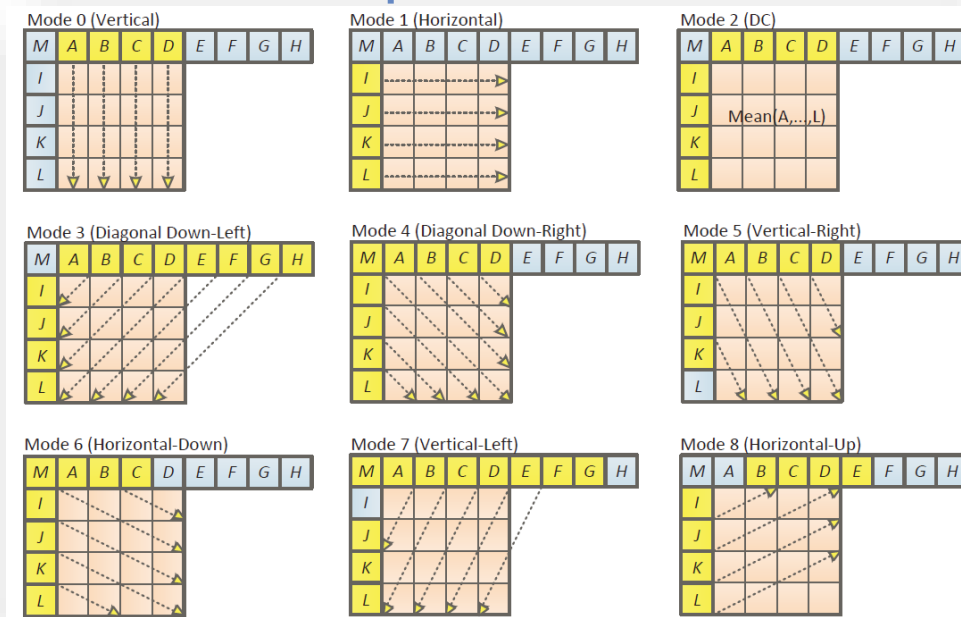 Mode 0 (Vertical) Mode 1 (Horizontal) Mode 2 (DC)
M A B C D E F G H M A B C D E F G H M A B C D E F G H
I I I
J J J Mean(A,...,L)
K K K
L L L
Mode 3 (Diagonal Down-Left) Mode 4 (Diagonal Down-Right) Mode 5 (Vertical-Right)
M A B C D E F G H M A B C D E F G H M A B C D E F G H
I I I
J J J
K K K
L L L
Mode 6 (Horizontal-Down) Mode 7 (Vertical-Left) Mode 8 (Horizontal-Up)
M A B C D E F G H M A B C D E F G H M A B C D E F G H
I I I
J J J
K K K
L L L